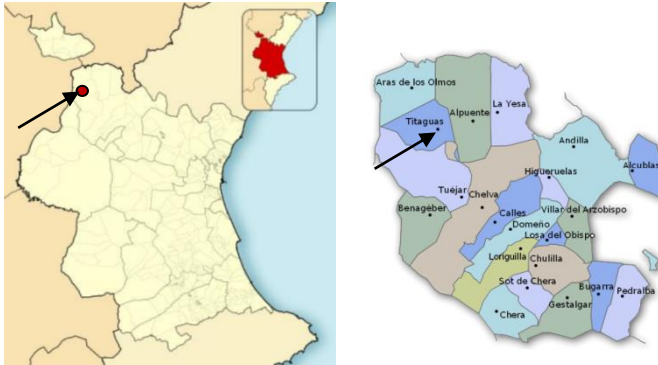 Aras de los Olmos
La Yesa
Alpuente
Titaguas
Andilla
Alcublas
Higueruelas
Tuéjar
Chelva
Benagéber
Calles
Villar del Arzobispo
Domeño
Losa del Obispo
Loriguilla
Chulilla
Sot de Chera
Bugarra
Pedralba
Gestalgar
Chera